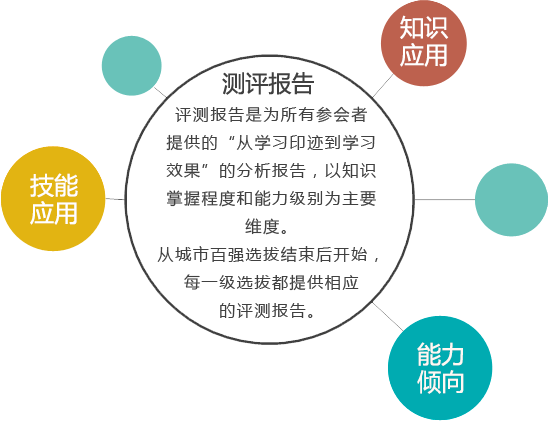 知识
应用
测评报告
评测报告是为所有参会者
提供的“从学习印迹到学习
效果”的分析报告，以知识
掌握程度和能力级别为主要
维度。
从城市百强选拔结束后开始，
每一级选拔都提供相应
的评测报告。
技能
应用
能力
倾向